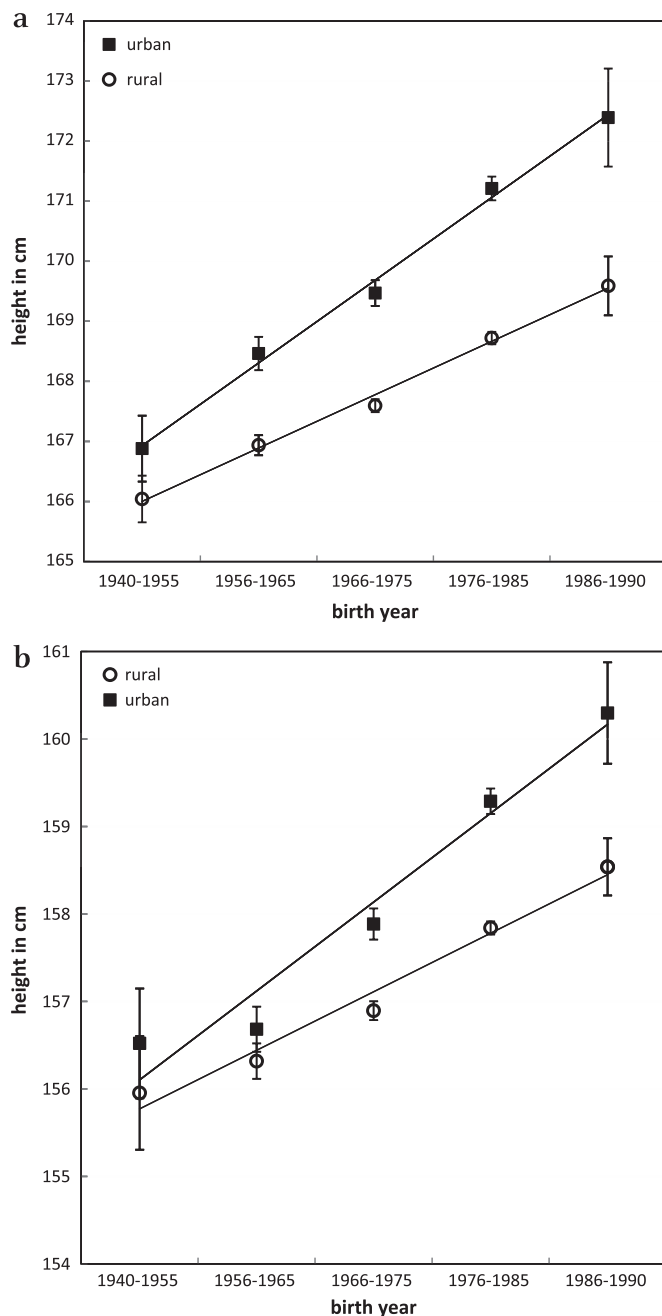 a
174
urban
rural
173
172
171
170
169
168
167
166
165
height in cm
1940-1955 1956-1965 1966-1975 1976-1985 1986-1990
birth year
b
161
rural
urban
160
159
158
157
156
155
154
height in cm
1940-1955 1956-1965 1966-1975 1976-1985 1986-1990
birth year